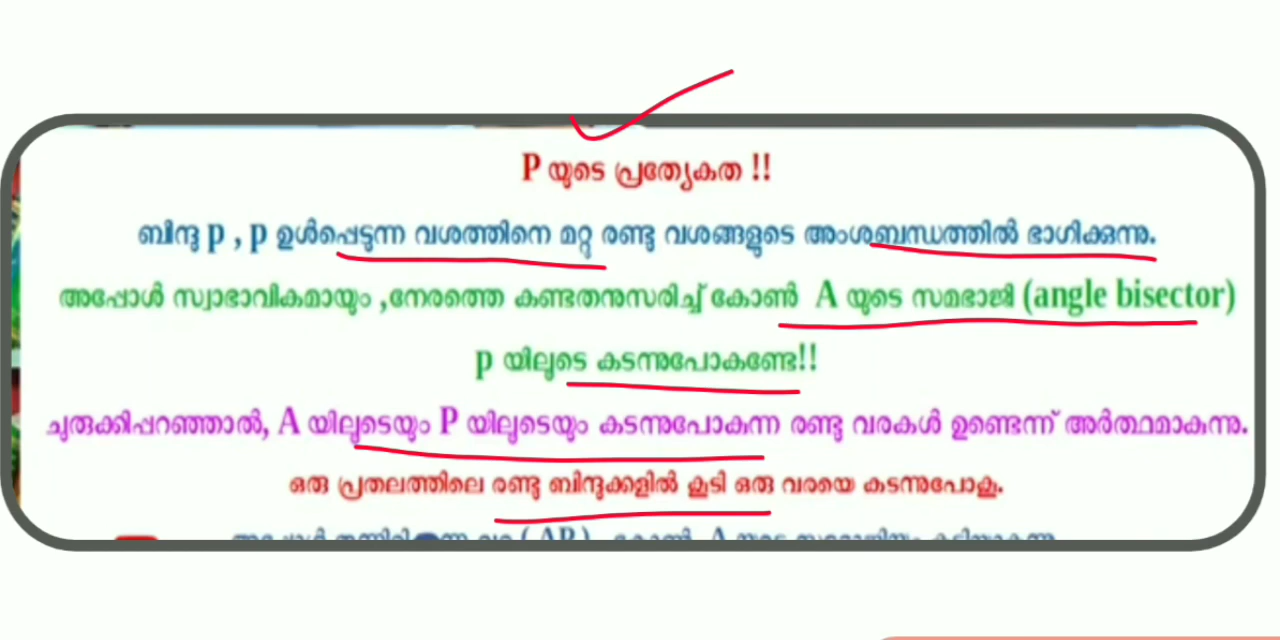 P യുടെ പ്രത്യേകത !!
ബിന്ദു p , p ഉൾപ്പെടുന്ന വശത്തിനെ മറ്റു രണ്ടു വശങ്ങളുടെ അംശബന്ധത്തിൽ ഭാഗിക്കുന്നു.
അപ്പോൾ സ്വാഭാവികമായും ,നേരത്തെ കണ്ടതനുസരിച്ച് കോൺ A യുടെ സമഭാജി (angle bisector)
p യിലൂടെ കടന്നുപോകണ്ടേ!!
ചുരുക്കിപ്പറഞ്ഞാൽ, A യിലൂടെയും P യിലൂടെയും കടന്നുപോകുന്ന രണ്ടു വരകൾ ഉണ്ടെന്ന് അർത്ഥമാകുന്നു.
ഒരു പ്രതലത്തിലെ രണ്ടു ബിന്ദുക്കളിൽ കൂടി ഒരു വരയെ കടന്നുപോകൂ.